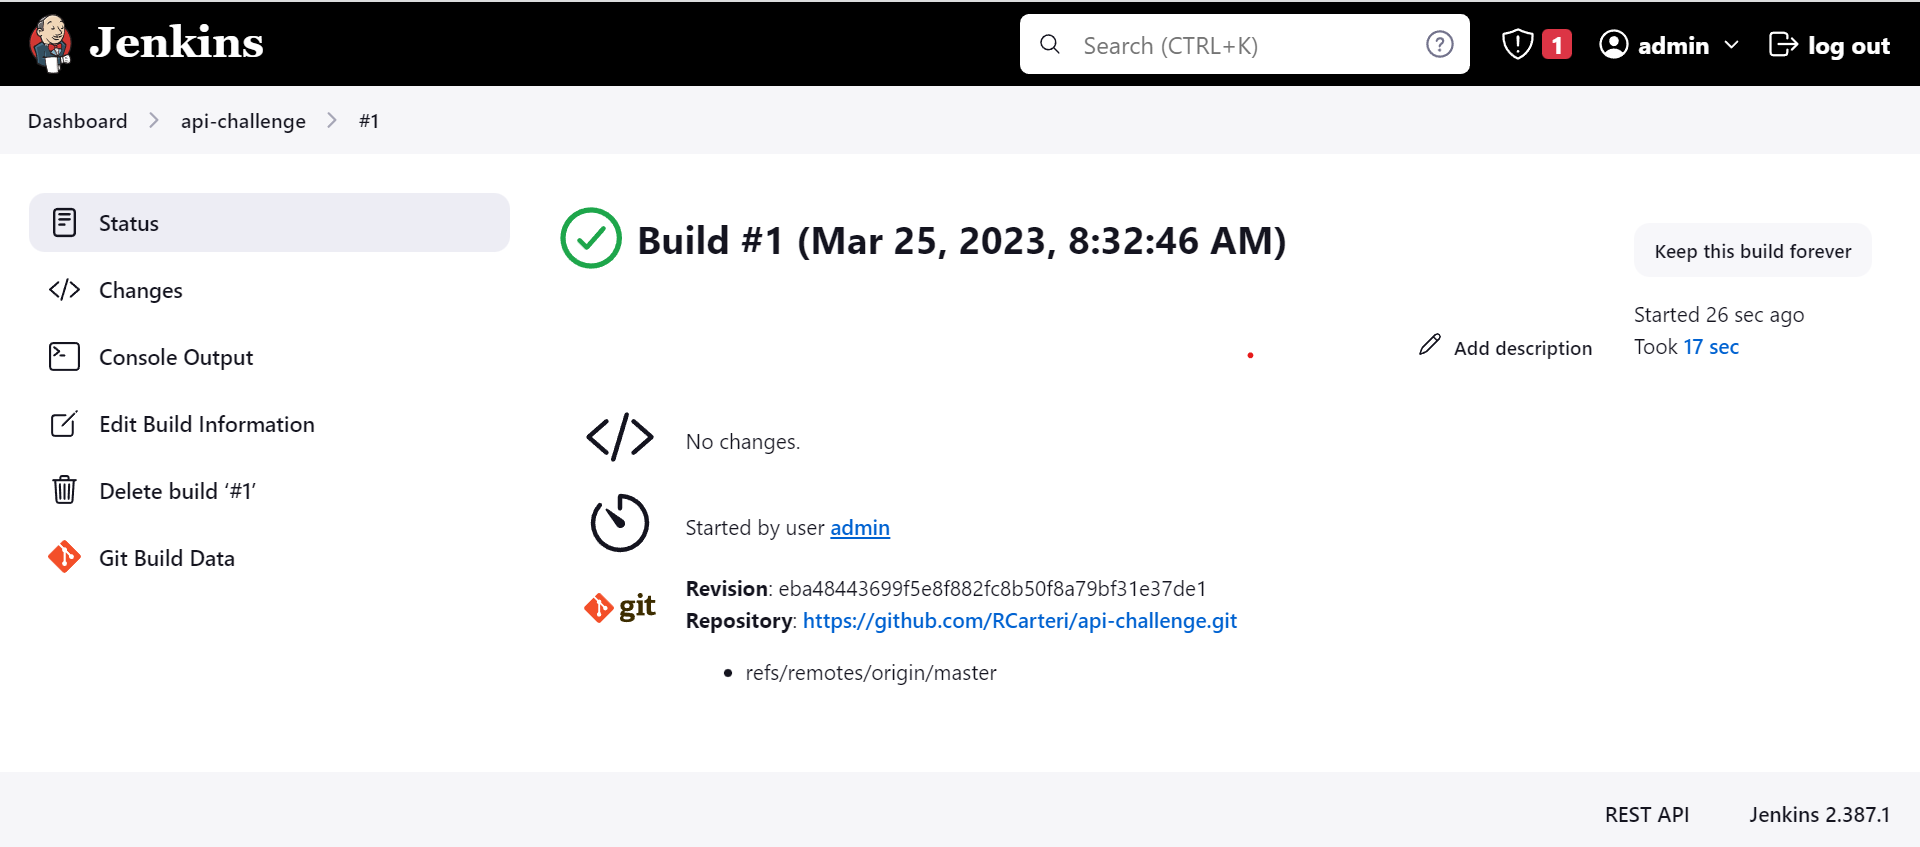 Jenkins
Search (CTRL+K)
1
admin
log out
Dashboard
api-challenge
#1
Status
Changes
Console Output
Edit Build Information
Delete build ‘#1’
Git Build Data
Build #1 (Mar 25, 2023, 8:32:46 AM)
Keep this build forever
Started 26 sec ago
Took 17 sec
Add description
No changes.
Started by user admin
git
Revision: eba48443699f5e8f882fc8b50f8a79bf31e37de1
Repository: https://github.com/RCarteri/api-challenge.git
• refs/remotes/origin/master
REST API
Jenkins 2.387.1